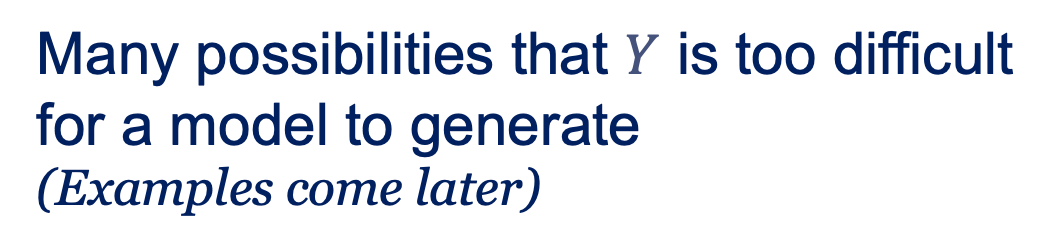 Many possibilities that Y is too difficult
for a model to generate
(Examples come later)